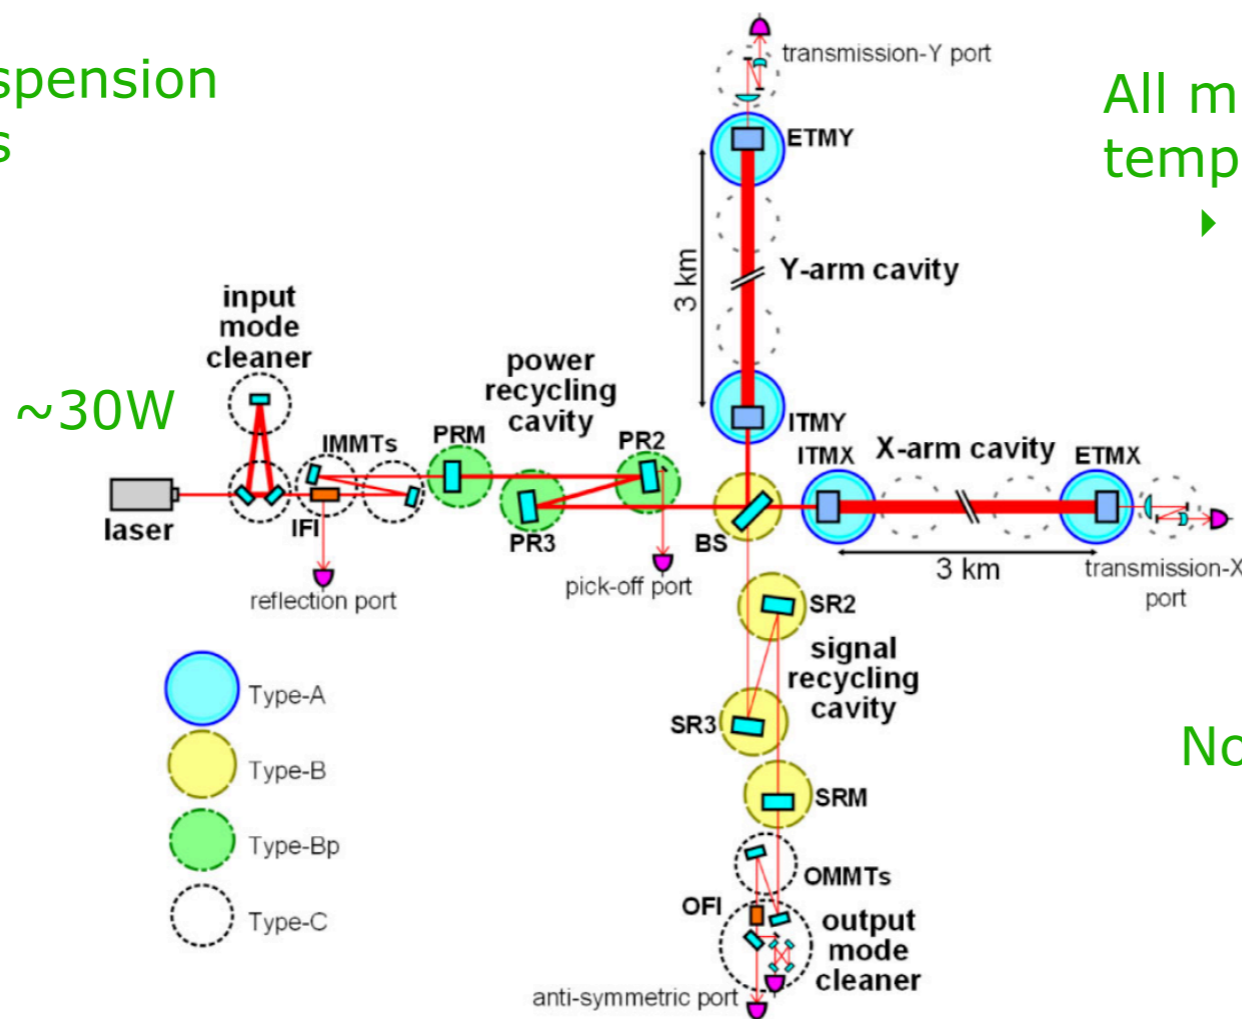 spension
s
All m
temp
~30W
No
transmission-Y port
ETMY
3 km
Y-arm cavity
input
mode
cleaner
power
recycling
cavity
IMMTs
PRM
PR2
ITMY
ITMX
X-arm cavity
ETMX
laser
IFI
PR3
BS
3 km
transmission-X
port
reflection port
pick-off port
SR2
signal
recycling
cavity
SR3
SRM
Type-A
Type-B
Type-Bp
Type-C
OMMTs
OFI
output
mode
cleaner
anti-symmetric port